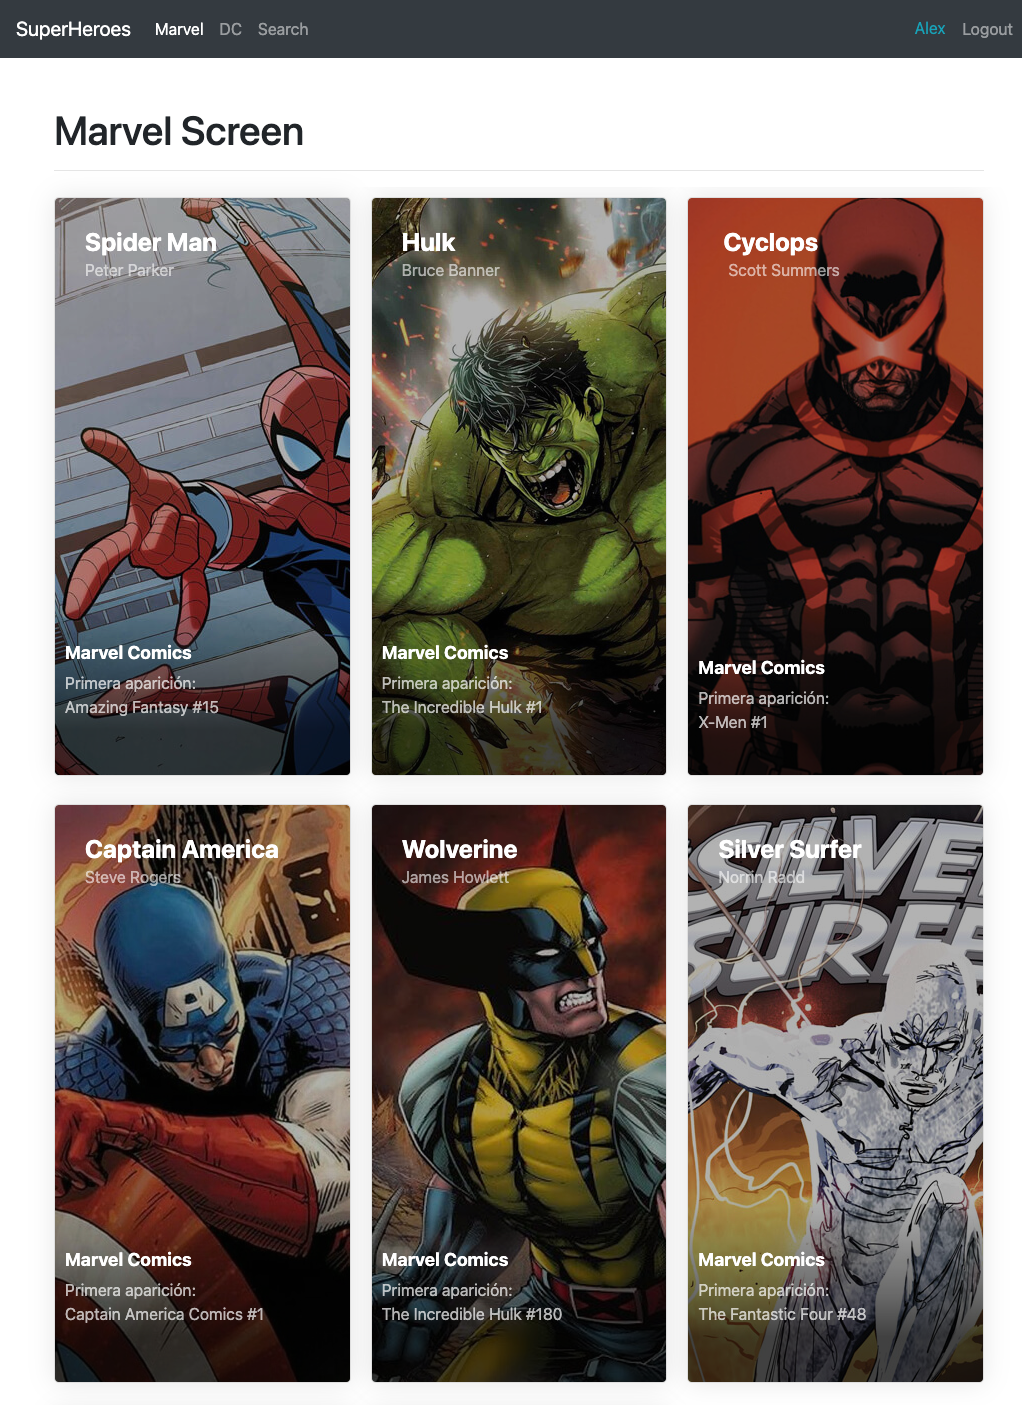 SuperHeroes Marvel DC Search Alex Logout
Marvel Screen
Spider Man
Peter Parker
Marvel Comics
Primera aparición:
Amazing Fantasy #15
Hulk
Bruce Banner
Marvel Comics
Primera aparición:
The Incredible Hulk #1
Cyclops
Scott Summers
Marvel Comics
Primera aparición:
X-Men #1
Captain America
Steve Rogers
A
Marvel Comics
Primera aparición:
Captain America Comics #1
Wolverine
James Howlett
Marvel Comics
Primera aparición:
The Incredible Hulk #180
Silver Surfer
Norrin Radd
SILVE
SURFE
Marvel Comics
Primera aparición:
The Fantastic Four #48